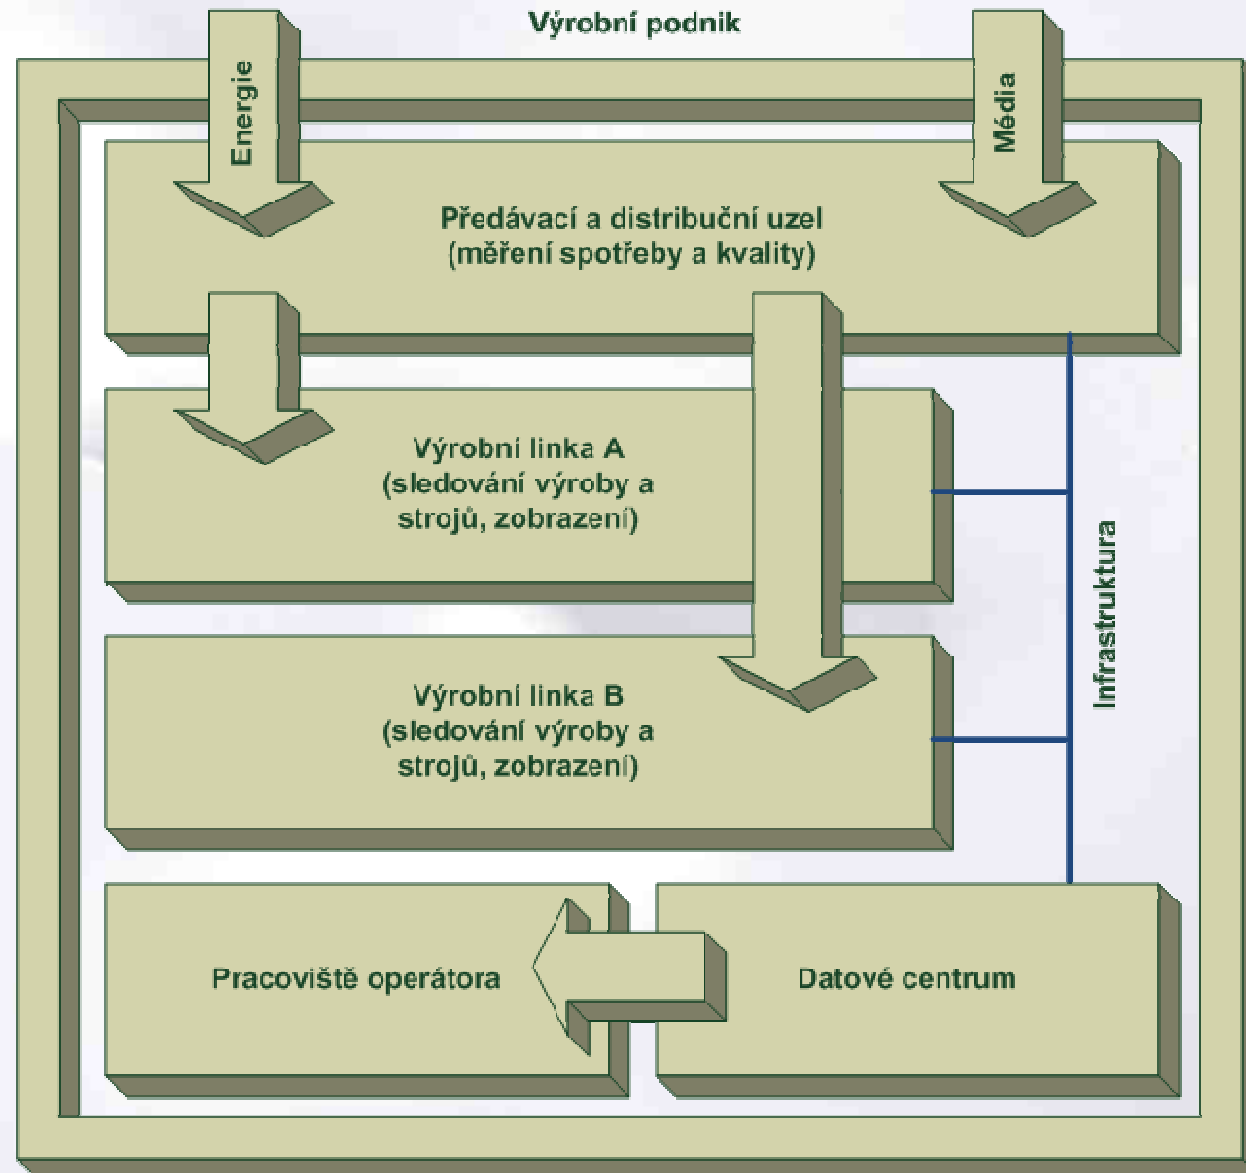 Výrobní podnik
Energie
Média
Předávací a distribuční uzel
(měření spotřeby a kvality)
Výrobní linka A
(sledování výroby a
strojů, zobrazení)
Infrastruktura
Výrobní linka B
(sledování výroby a
strojů, zobrazení)
Pracoviště operátora
Datové centrum